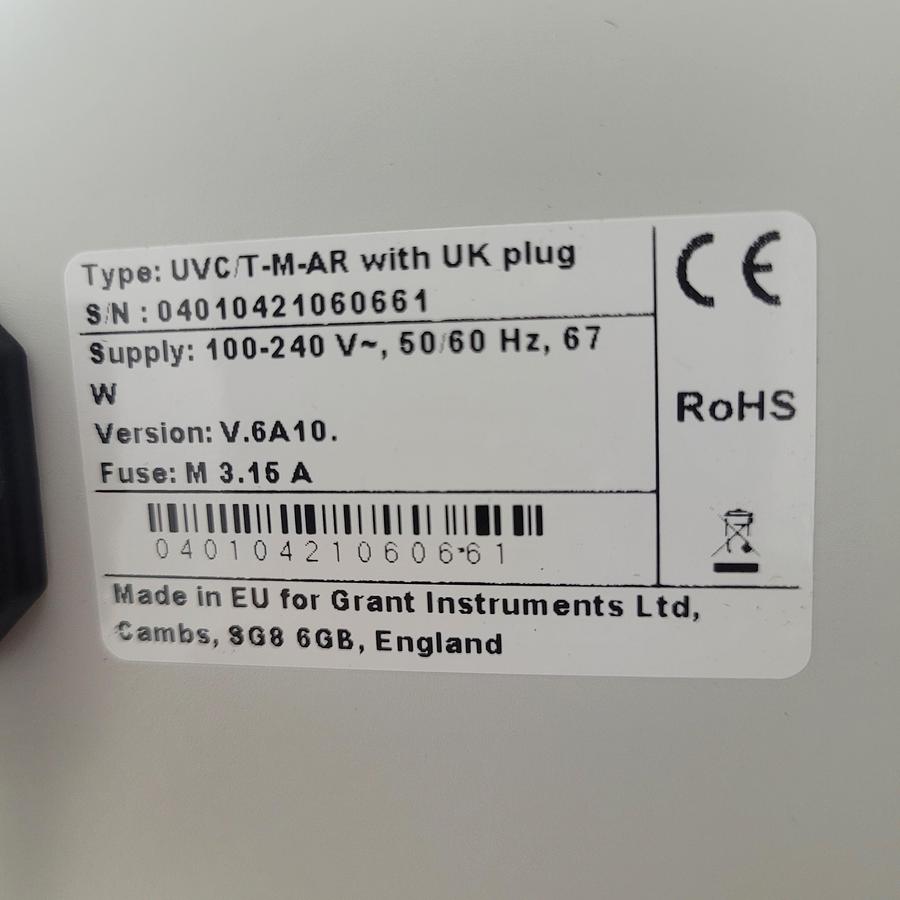 Type: UVC/T-M-AR with UK plug
S/N : 04010421060661
Supply: 100-240 V~, 50/60 Hz, 67
W
Version: V.6A10.
Fuse: M 3.15 A
CE
RoHS
04010421060661
Made in EU for Grant Instruments Ltd,
Cambs, SG8 6GB, England